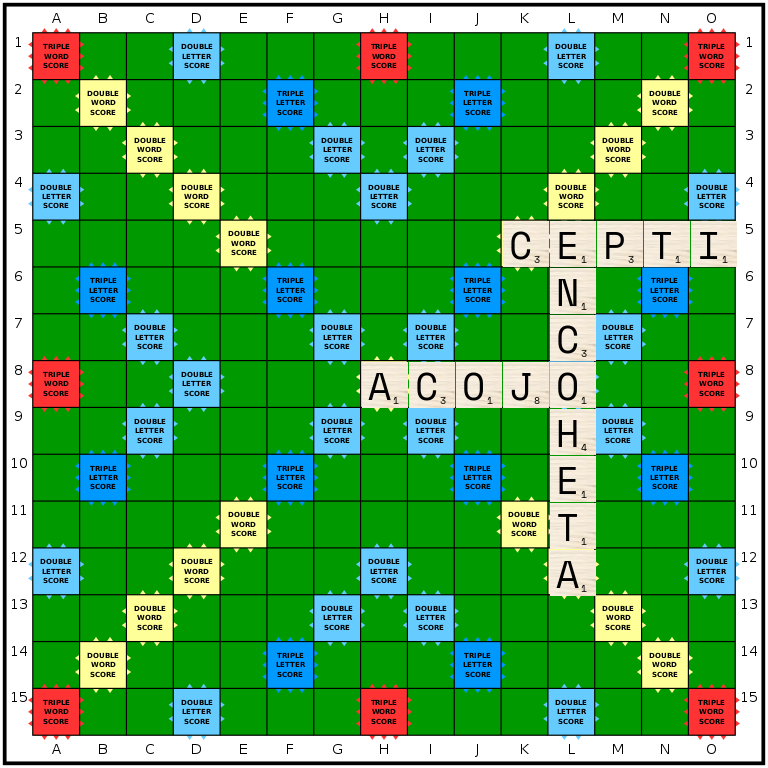 A B C D E F G H I J K L M N O
1 TRIPLE WORD SCORE DOUBLE LETTER SCORE TRIPLE WORD SCORE DOUBLE LETTER SCORE TRIPLE WORD SCORE 1
2 DOUBLE WORD SCORE TRIPLE LETTER SCORE TRIPLE LETTER SCORE DOUBLE WORD SCORE 2
3 DOUBLE WORD SCORE DOUBLE LETTER SCORE DOUBLE LETTER SCORE DOUBLE WORD SCORE 3
4 DOUBLE LETTER SCORE DOUBLE WORD SCORE DOUBLE LETTER SCORE DOUBLE WORD SCORE DOUBLE LETTER SCORE 4
5 DOUBLE WORD SCORE C3 E1 P3 T1 I1 5
6 TRIPLE LETTER SCORE TRIPLE LETTER SCORE TRIPLE LETTER SCORE N1 TRIPLE LETTER SCORE 6
7 DOUBLE LETTER SCORE DOUBLE LETTER SCORE DOUBLE LETTER SCORE C3 DOUBLE LETTER SCORE 7
8 TRIPLE WORD SCORE DOUBLE LETTER SCORE A1 C3 O1 J8 O1 TRIPLE WORD SCORE 8
9 DOUBLE LETTER SCORE DOUBLE LETTER SCORE DOUBLE LETTER SCORE H4 DOUBLE LETTER SCORE 9
10 TRIPLE LETTER SCORE TRIPLE LETTER SCORE TRIPLE LETTER SCORE E1 TRIPLE LETTER SCORE 10
11 DOUBLE WORD SCORE DOUBLE WORD SCORE T1 11
12 DOUBLE LETTER SCORE DOUBLE WORD SCORE DOUBLE LETTER SCORE A1 DOUBLE LETTER SCORE 12
13 DOUBLE WORD SCORE DOUBLE LETTER SCORE DOUBLE LETTER SCORE DOUBLE WORD SCORE 13
14 DOUBLE WORD SCORE TRIPLE LETTER SCORE TRIPLE LETTER SCORE DOUBLE WORD SCORE 14
15 TRIPLE WORD SCORE DOUBLE LETTER SCORE TRIPLE WORD SCORE DOUBLE LETTER SCORE TRIPLE WORD SCORE 15
A B C D E F G H I J K L M N O